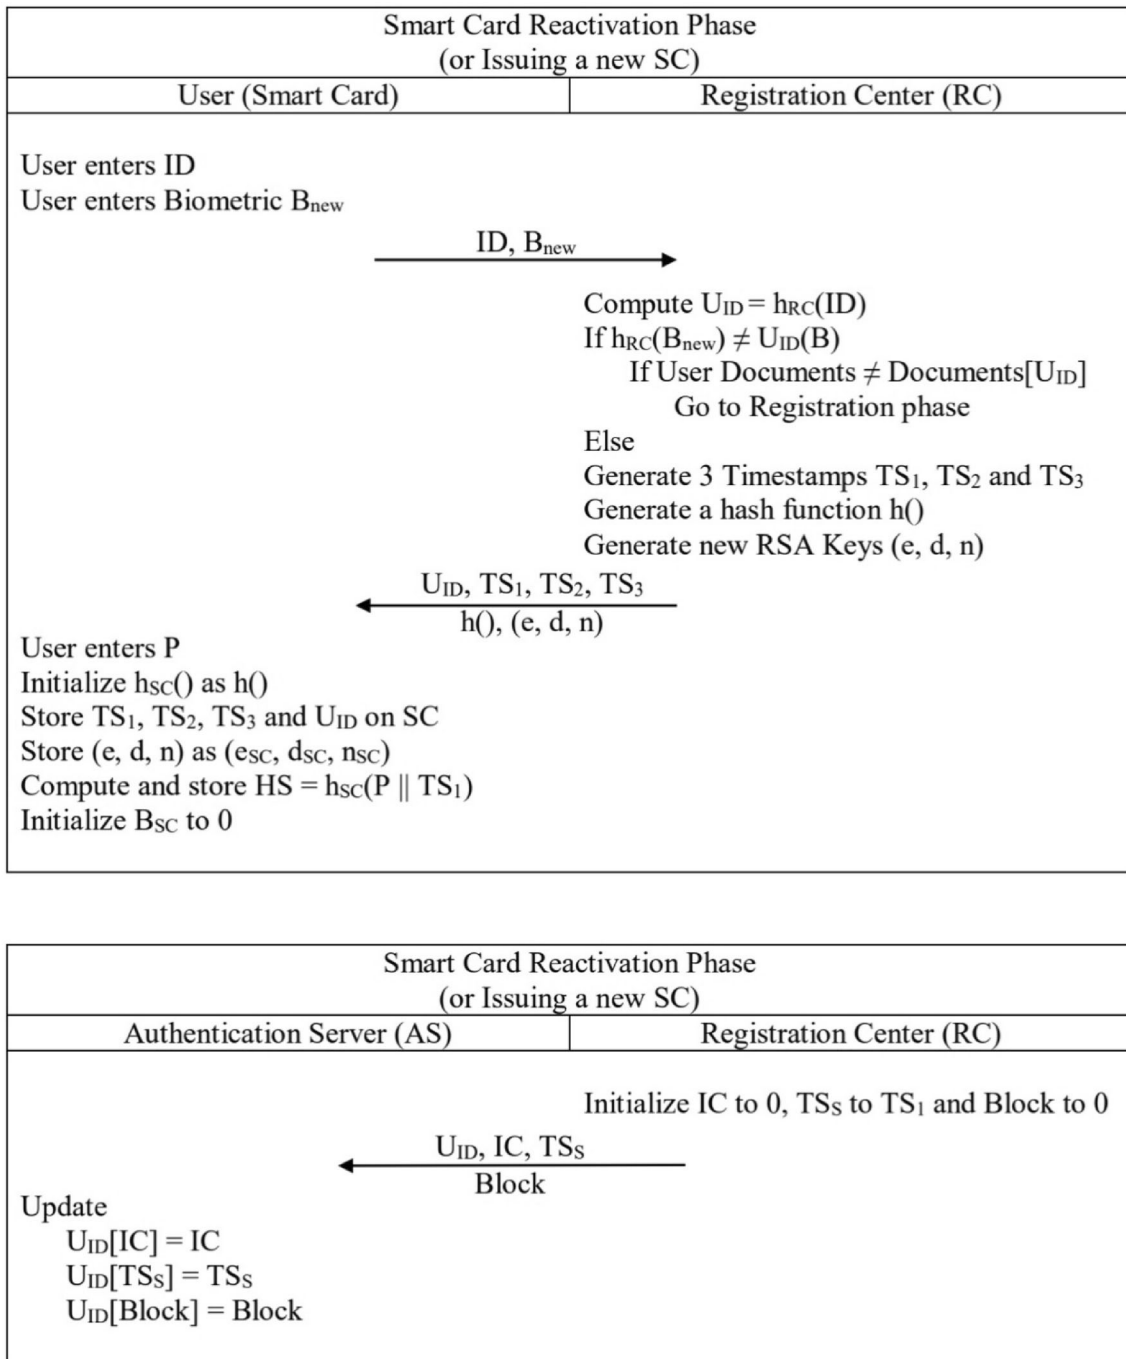 Smart Card Reactivation Phase
(or Issuing a new SC)
User (Smart Card)
Registration Center (RC)
User enters ID
User enters Biometric Bnew
ID, Bnew
Compute UID = hRC(ID)
If hRC(Bnew) ≠ UID(B)
If User Documents ≠ Documents[UID]
Go to Registration phase
Else
Generate 3 Timestamps TS1, TS2 and TS3
Generate a hash function h()
Generate new RSA Keys (e, d, n)
UID, TS1, TS2, TS3
h(), (e, d, n)
User enters P
Initialize hSC() as h()
Store TS1, TS2, TS3 and UID on SC
Store (e, d, n) as (eSC, dSC, nSC)
Compute and store HS = hSC(P || TS1)
Initialize BSC to 0
Smart Card Reactivation Phase
(or Issuing a new SC)
Authentication Server (AS)
Registration Center (RC)
Initialize IC to 0, TSS to TS1 and Block to 0
UID, IC, TSS
Block
Update
UID[IC] = IC
UID[TSS] = TSS
UID[Block] = Block